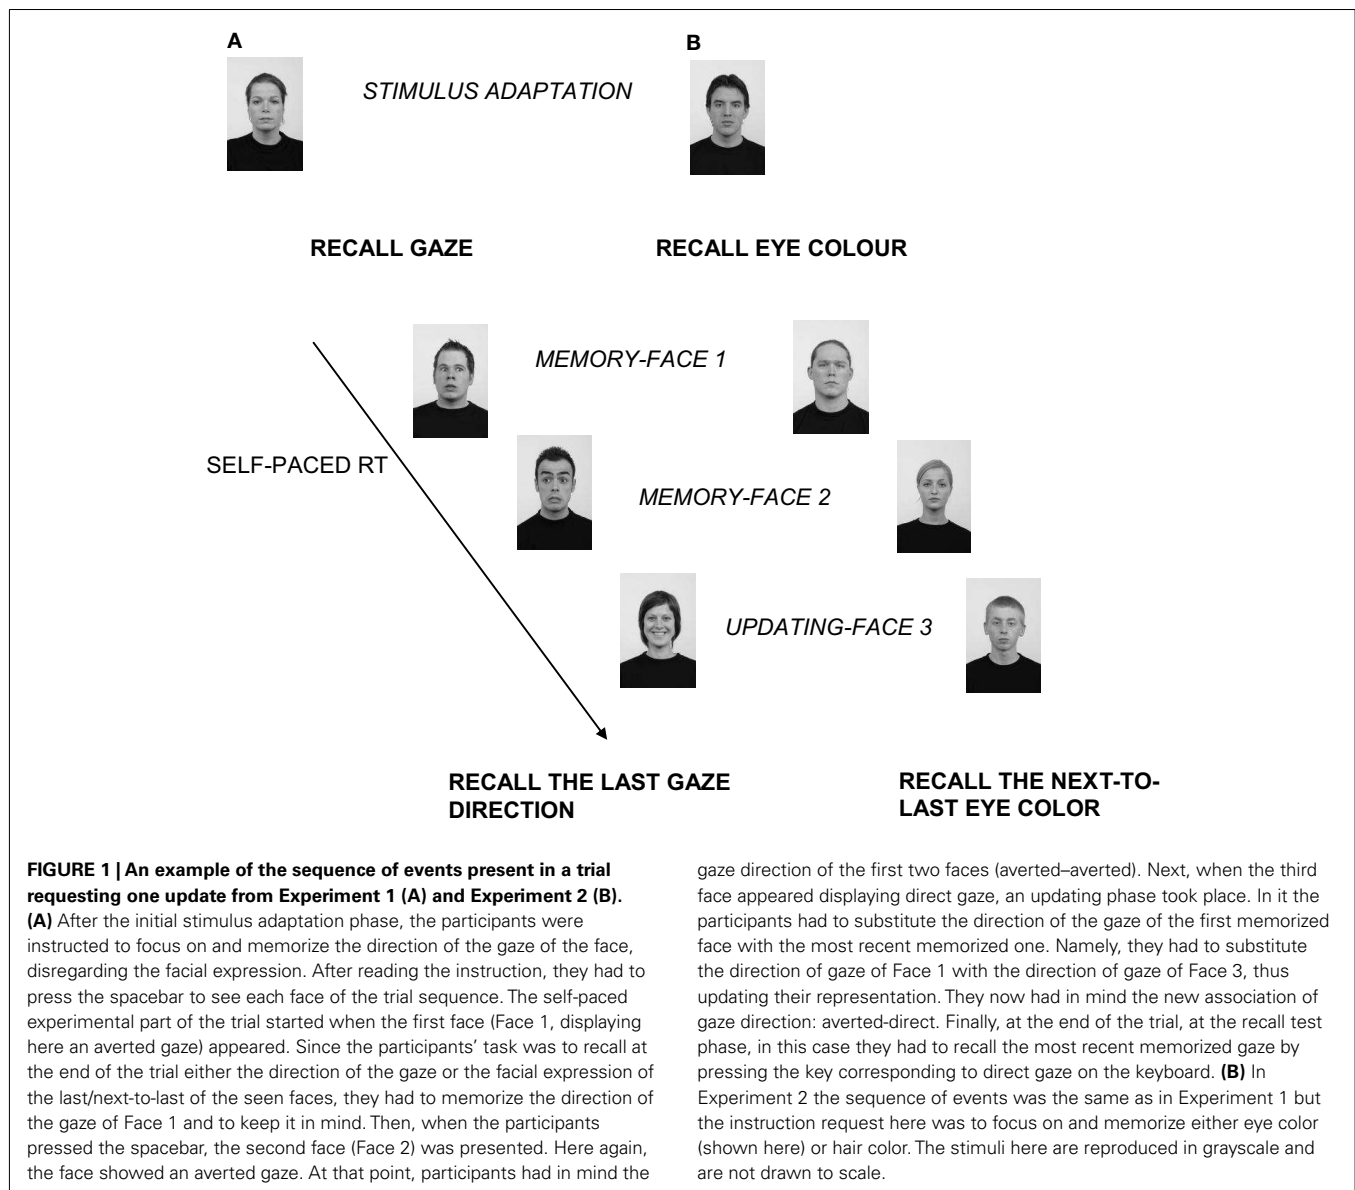 A
B
STIMULUS ADAPTATION
RECALL GAZE
RECALL EYE COLOUR
MEMORY-FACE 1
SELF-PACED RT
MEMORY-FACE 2
UPDATING-FACE 3
RECALL THE LAST GAZE
DIRECTION
RECALL THE NEXT-TO-
LAST EYE COLOR
FIGURE 1 | An example of the sequence of events present in a trial
requesting one update from Experiment 1 (A) and Experiment 2 (B).
(A) After the initial stimulus adaptation phase, the participants were
instructed to focus on and memorize the direction of the gaze of the face,
disregarding the facial expression. After reading the instruction, they had to
press the spacebar to see each face of the trial sequence. The self-paced
experimental part of the trial started when the first face (Face 1, displaying
here an averted gaze) appeared. Since the participants' task was to recall at
the end of the trial either the direction of the gaze or the facial expression of
the last/next-to-last of the seen faces, they had to memorize the direction of
the gaze of Face 1 and to keep it in mind. Then, when the participants
pressed the spacebar, the second face (Face 2) was presented. Here again,
the face showed an averted gaze. At that point, participants had in mind the
gaze direction of the first two faces (averted–averted). Next, when the third
face appeared displaying direct gaze, an updating phase took place. In it the
participants had to substitute the direction of the gaze of the first memorized
face with the most recent memorized one. Namely, they had to substitute
the direction of gaze of Face 1 with the direction of gaze of Face 3, thus
updating their representation. They now had in mind the new association of
gaze direction: averted-direct. Finally, at the end of the trial, at the recall test
phase, in this case they had to recall the most recent memorized gaze by
pressing the key corresponding to direct gaze on the keyboard. (B) In
Experiment 2 the sequence of events was the same as in Experiment 1 but
the instruction request here was to focus on and memorize either eye color
(shown here) or hair color. The stimuli here are reproduced in grayscale and
are not drawn to scale.